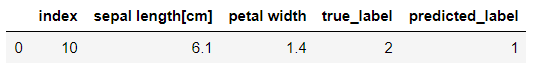 index sepal length[cm] petal width true_label predicted_label
0 10 6.1 1.4 2 1